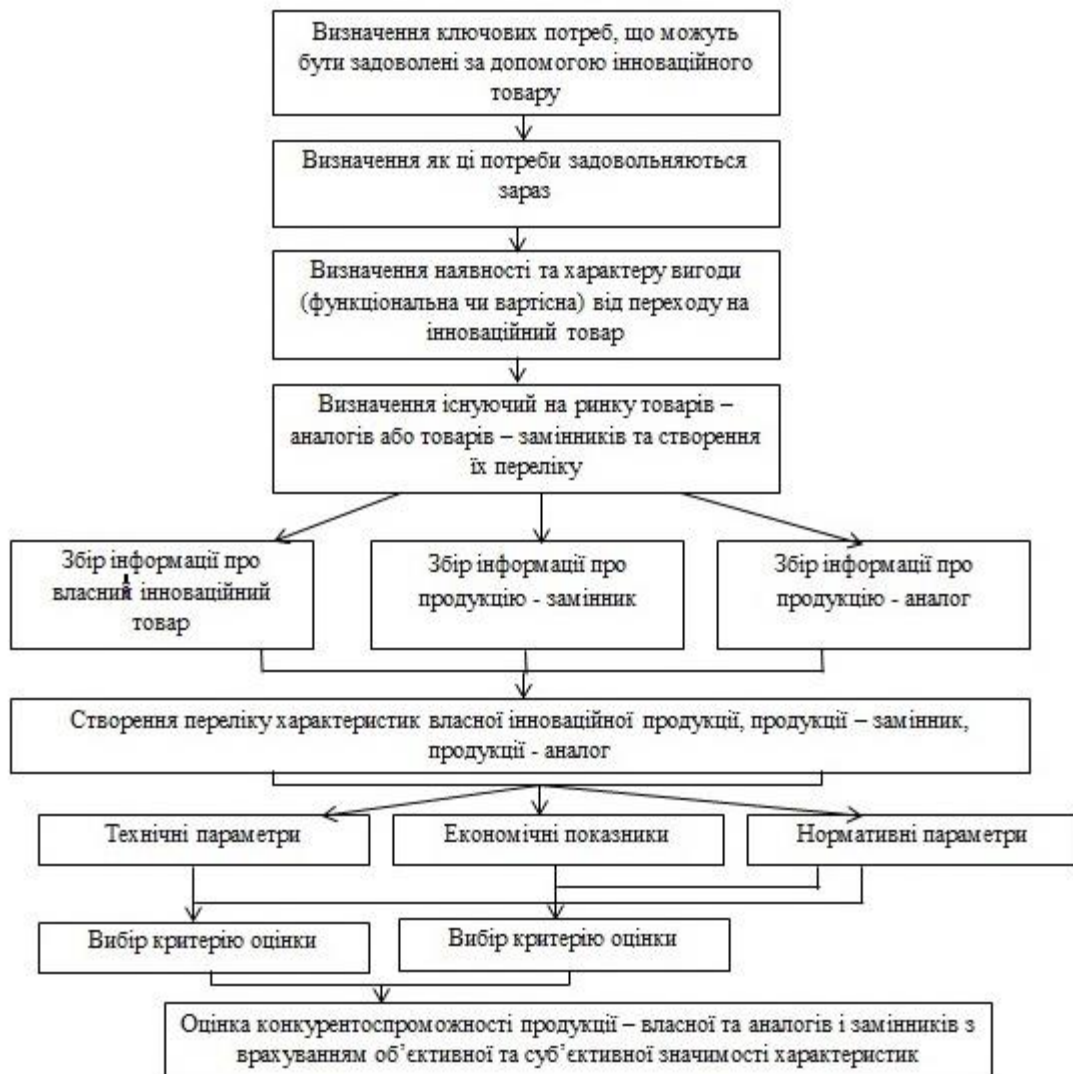 Визначення ключових потреб, що можуть
бути задоволені за допомогою інноваційного
товару
Визначення як ці потреби задовольняються
зараз
Визначення наявності та характеру вигоди
(функціональна чи вартісна) від переходу на
інноваційний товар
Визначення існуючий на ринку товарів –
аналогів або товарів – замінників та створення
їх переліку
Збір інформації про
власний інноваційний
товар
Збір інформації про
продукцію - замінник
Збір інформації про
продукцію - аналог
Створення переліку характеристик власної інноваційної продукції, продукції – замінник,
продукції - аналог
Технічні параметри
Економічні показники
Нормативні параметри
Вибір критерію оцінки
Вибір критерію оцінки
Оцінка конкурентоспроможності продукції – власної та аналогів і замінників з
врахуванням об’єктивної та суб’єктивної значимості характеристик